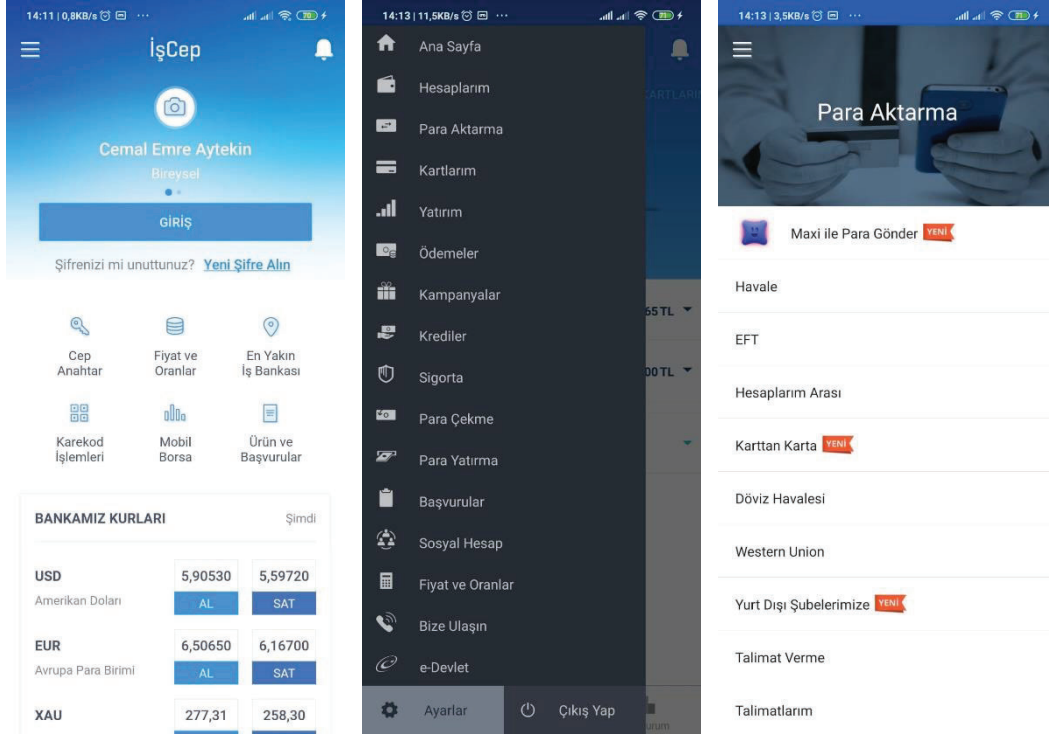 14:11 | 0,8KB/s ... 70
İşCep
Cemal Emre Aytekin
Bireysel
GİRİŞ
Şifrenizi mi unuttunuz? Yeni Şifre Alın
Cep Anahtar
Fiyat ve Oranlar
En Yakın İş Bankası
Karekod İşlemleri
Mobil Borsa
Ürün ve Başvurular
BANKAMIZ KURLARI Şimdi
USD 5,90530 5,59720
Amerikan Doları AL SAT
EUR 6,50650 6,16700
Avrupa Para Birimi AL SAT
XAU 277,31 258,30
14:13 | 11,5KB/s ...
Ana Sayfa
Hesaplarım
Para Aktarma
Kartlarım
Yatırım
Ödemeler
Kampanyalar
65 TL
Krediler
Sigorta
00 TL
Para Çekme
Para Yatırma
Başvurular
Sosyal Hesap
Fiyat ve Oranlar
Bize Ulaşın
e-Devlet
Ayarlar Çıkış Yap
14:13 | 3,5KB/s ...
Para Aktarma
Maxi ile Para Gönder YENİ
Havale
EFT
Hesaplarım Arası
Karttan Karta YENİ
Döviz Havalesi
Western Union
Yurt Dışı Şubelerimize YENİ
Talimat Verme
Talimatlarım